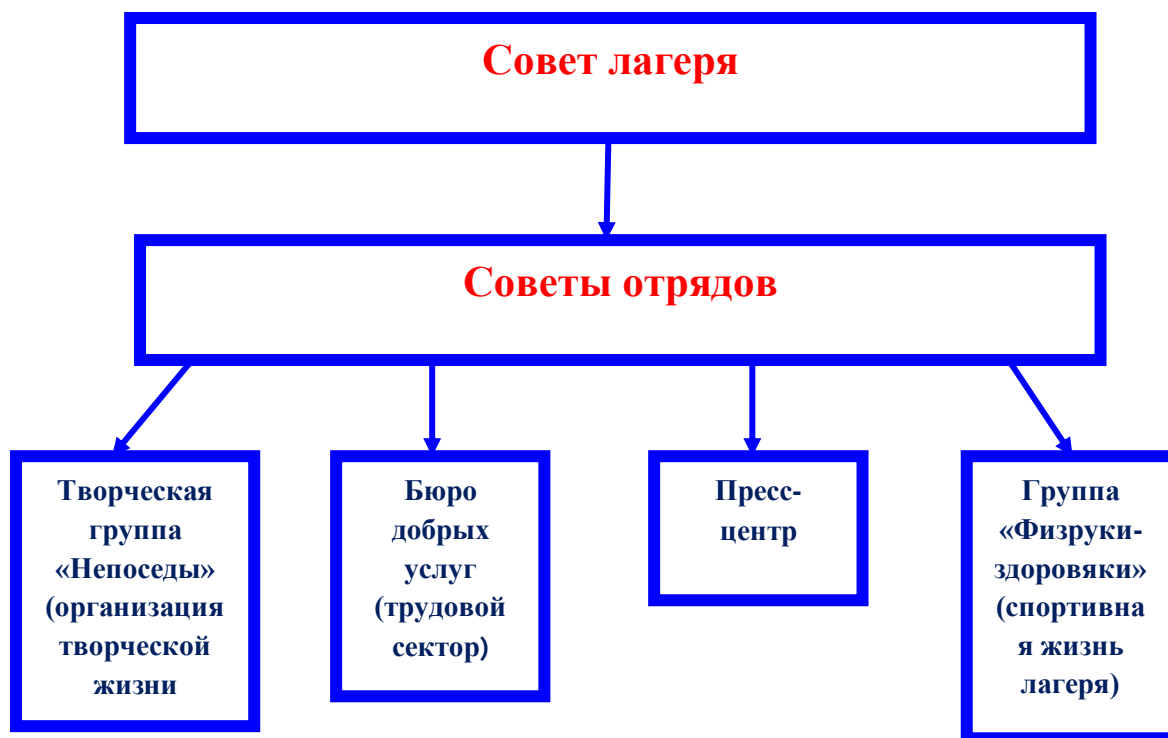 Совет лагеря
Советы отрядов
Творческая
группа
«Непоседы»
(организация
творческой
жизни
Бюро
добрых
услуг
(трудовой
сектор)
Пресс-
центр
Группа
«Физруки-
здоровяки»
(спортивна
я жизнь
лагеря)